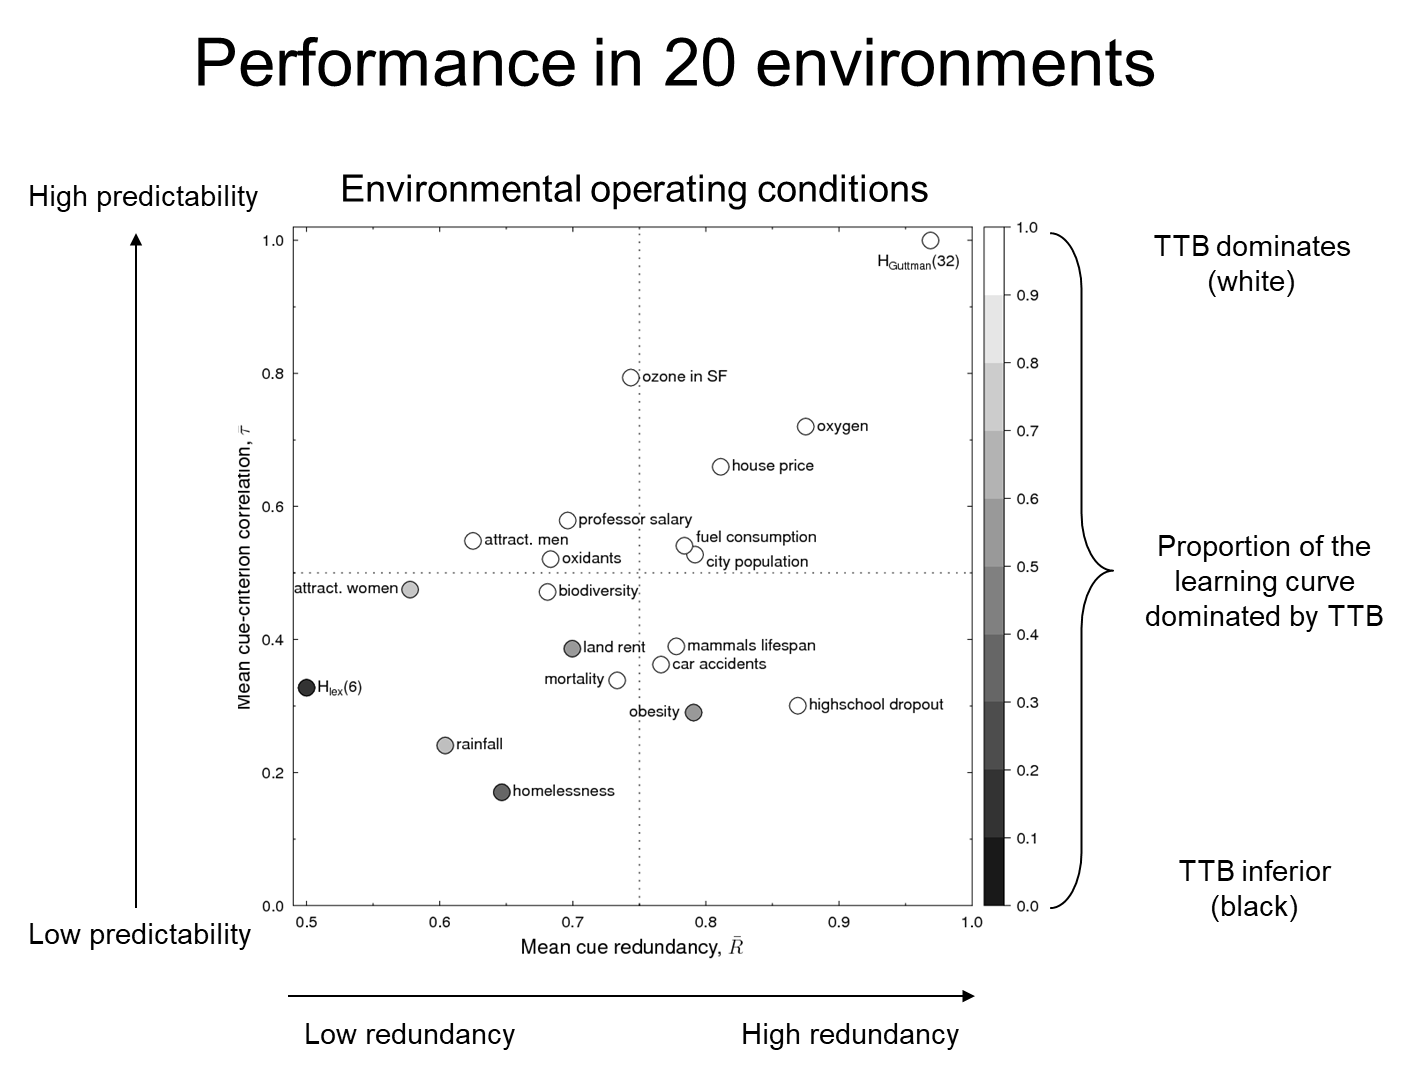 Performance in 20 environments
Environmental operating conditions
High predictability
Low predictability
Mean cue-criterion correlation, τ̄
1.0
0.8
0.6
0.4
0.2
0.0
H_Guttman(32)
ozone in SF
oxygen
house price
professor salary
attract. men
fuel consumption
oxidants
city population
attract. women
biodiversity
land rent
mammals lifespan
car accidents
mortality
H_lex(6)
highschool dropout
obesity
rainfall
homelessness
0.5 0.6 0.7 0.8 0.9 1.0
Mean cue redundancy, R̄
Low redundancy High redundancy
1.0
0.9
0.8
0.7
0.6
0.5
0.4
0.3
0.2
0.1
0.0
TTB dominates
(white)
Proportion of the
learning curve
dominated by TTB
TTB inferior
(black)